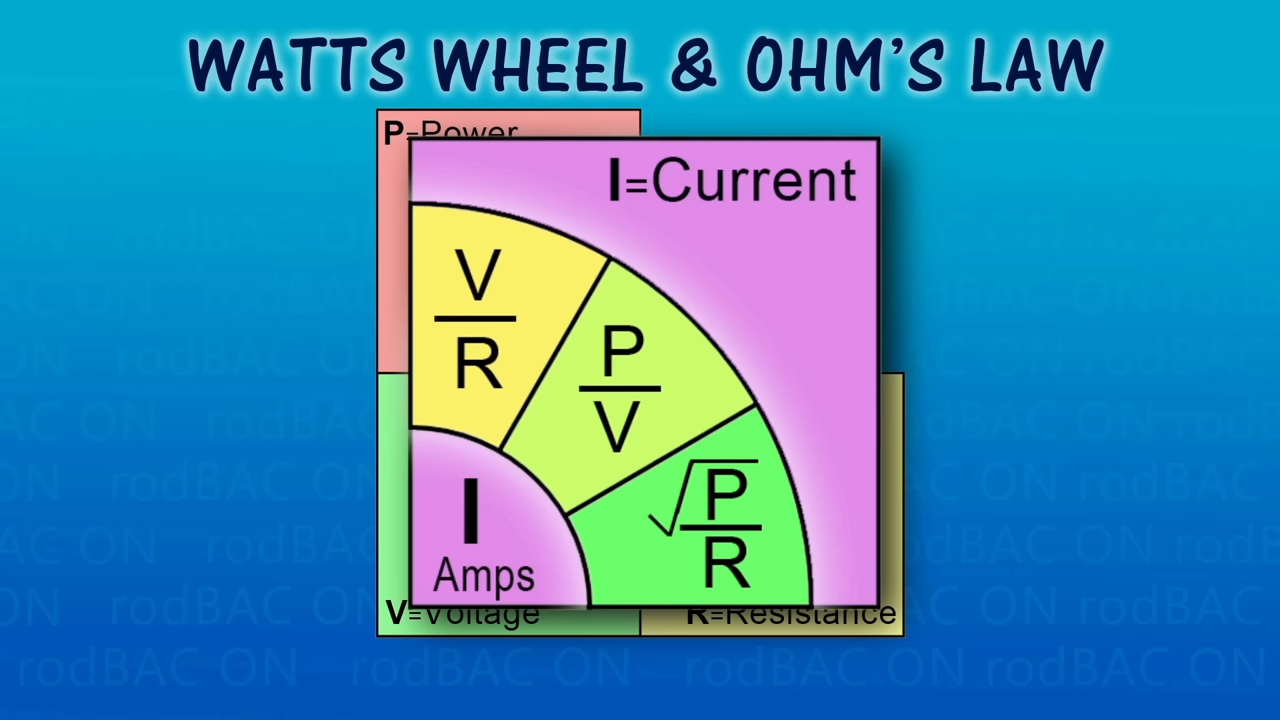 WATTS WHEEL & OHM'S LAW
P=Power
I=Current
V
R
P
V
√P
R
I
Amps
V=Voltage
R=Resistance
rodBAC ON rodBAC ON rodBAC ON rodBAC ON